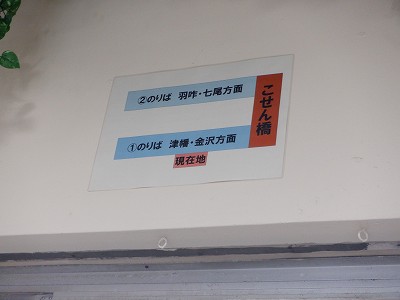 ②のりば 羽咋・七尾方面
こせん橋
①のりば 津幡・金沢方面
現在地